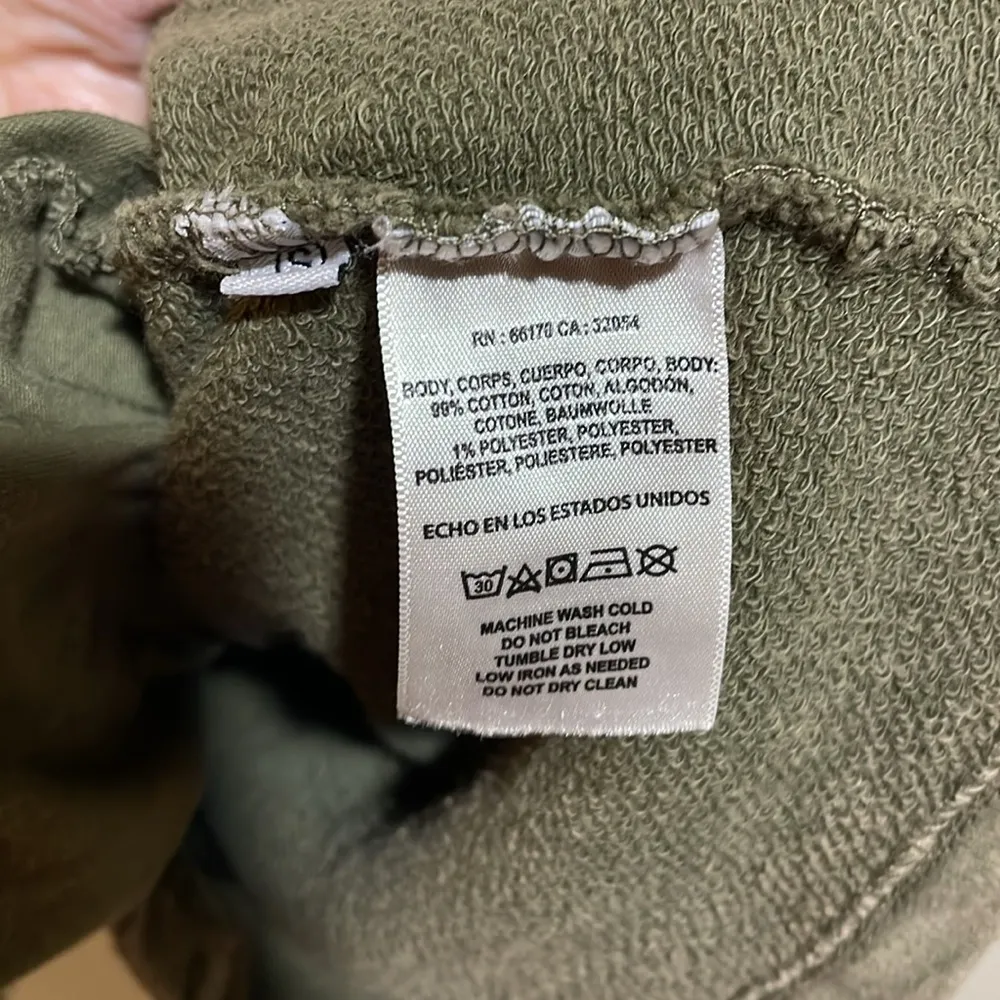 RN : 66170 CA : 32054
BODY, CORPS, CUERPO, CORPO, BODY:
99% COTTON, COTON, ALGODÓN,
COTONE, BAUMWOLLE
1% POLYESTER, POLYESTER,
POLIÉSTER, POLIESTERE, POLYESTER
ECHO EN LOS ESTADOS UNIDOS
30
MACHINE WASH COLD
DO NOT BLEACH
TUMBLE DRY LOW
LOW IRON AS NEEDED
DO NOT DRY CLEAN